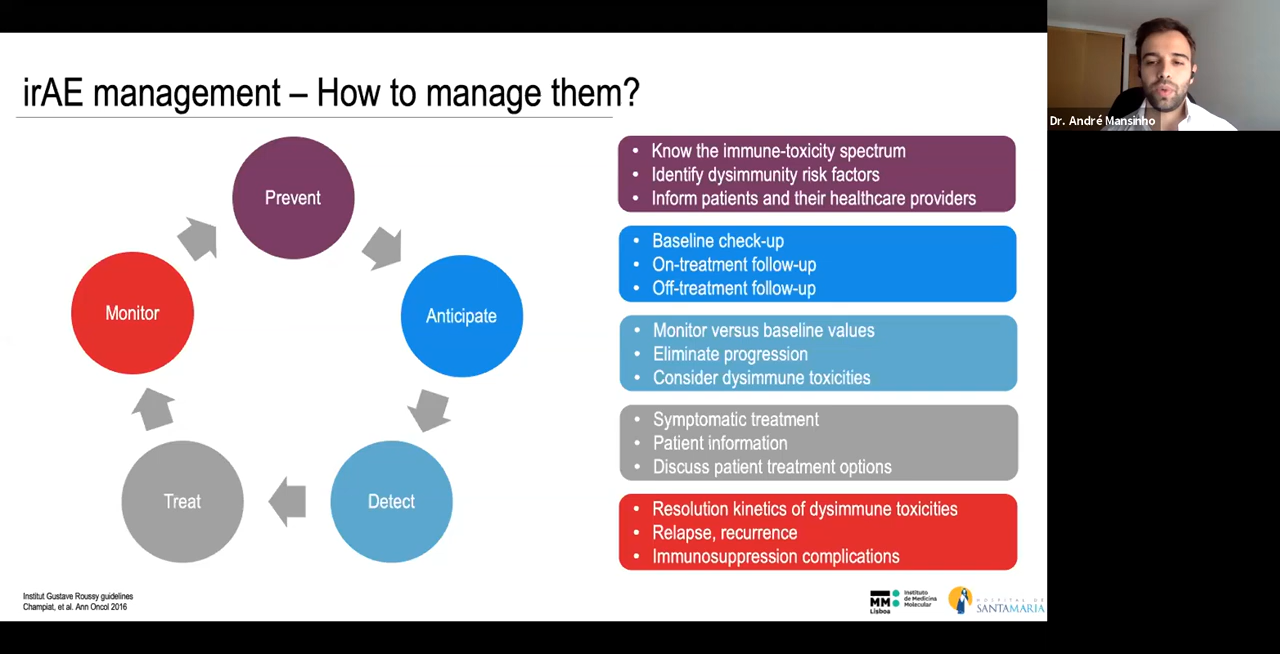 irAE management – How to manage them?
Dr. André Mansinho
Prevent
Anticipate
Detect
Treat
Monitor
• Know the immune-toxicity spectrum
• Identify dysimmunity risk factors
• Inform patients and their healthcare providers
• Baseline check-up
• On-treatment follow-up
• Off-treatment follow-up
• Monitor versus baseline values
• Eliminate progression
• Consider dysimmune toxicities
• Symptomatic treatment
• Patient information
• Discuss patient treatment options
• Resolution kinetics of dysimmune toxicities
• Relapse, recurrence
• Immunosuppression complications
Institut Gustave Roussy guidelines
Champiat, et al. Ann Oncol 2016
MM
Lisboa
Instituto
de Medicina
Molecular
HOSPITAL DE
SANTAMARIA